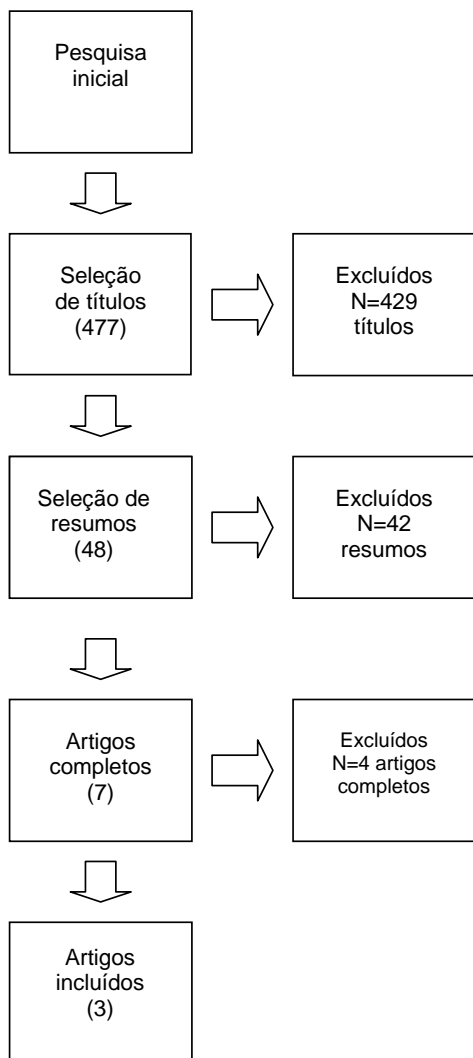 Pesquisa
inicial
Seleção
de títulos
(477)
Excluídos
N=429
títulos
Seleção de
resumos
(48)
Excluídos
N=42
resumos
Artigos
completos
(7)
Excluídos
N=4 artigos
completos
Artigos
incluídos
(3)